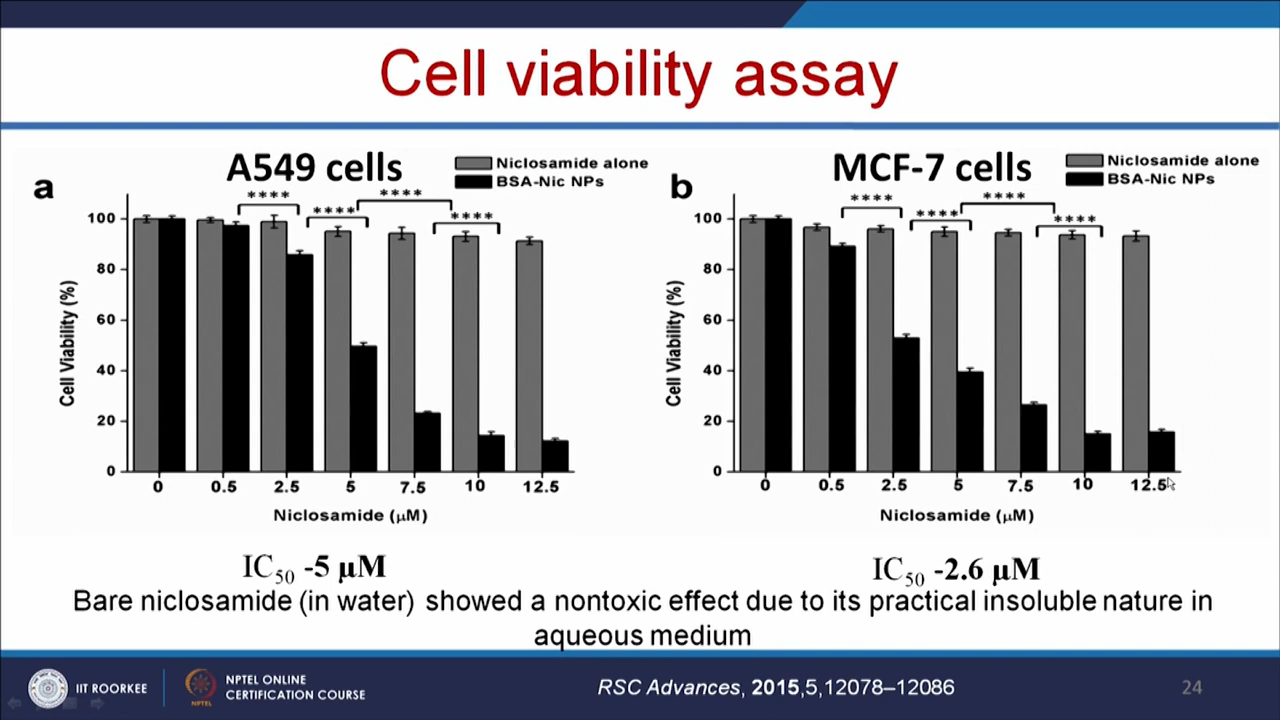 Cell viability assay
a
A549 cells
Niclosamide alone
BSA-Nic NPs
****
****
****
****
100
80
60
40
20
0
Cell Viability (%)
0 0.5 2.5 5 7.5 10 12.5
Niclosamide (µM)
b
MCF-7 cells
Niclosamide alone
BSA-Nic NPs
****
****
****
****
100
80
60
40
20
0
Cell Viability (%)
0 0.5 2.5 5 7.5 10 12.5
Niclosamide (µM)
IC50 -5 µM
IC50 -2.6 µM
Bare niclosamide (in water) showed a nontoxic effect due to its practical insoluble nature in
aqueous medium
IIT ROORKEE
NPTEL
NPTEL ONLINE
CERTIFICATION COURSE
RSC Advances, 2015,5,12078–12086
24